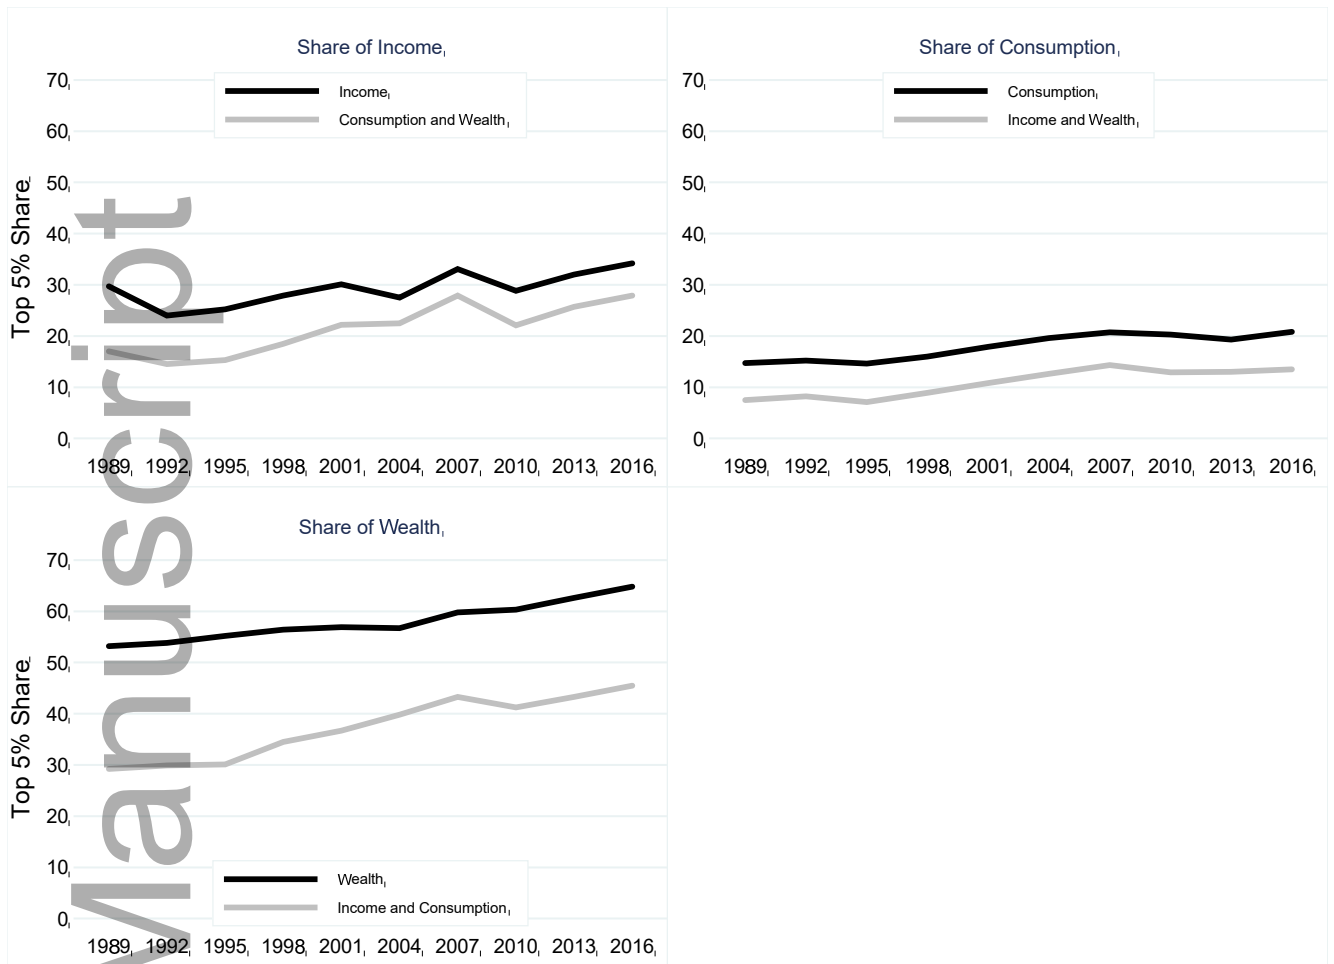 Share of Income
70
60
50
40
30
20
10
0
Top 5% Share
Income
Consumption and Wealth
1989 1992 1995 1998 2001 2004 2007 2010 2013 2016
Share of Consumption
70
60
50
40
30
20
10
0
Consumption
Income and Wealth
1989 1992 1995 1998 2001 2004 2007 2010 2013 2016
Share of Wealth
70
60
50
40
30
20
10
0
Top 5% Share
Wealth
Income and Consumption
1989 1992 1995 1998 2001 2004 2007 2010 2013 2016
Manuscript